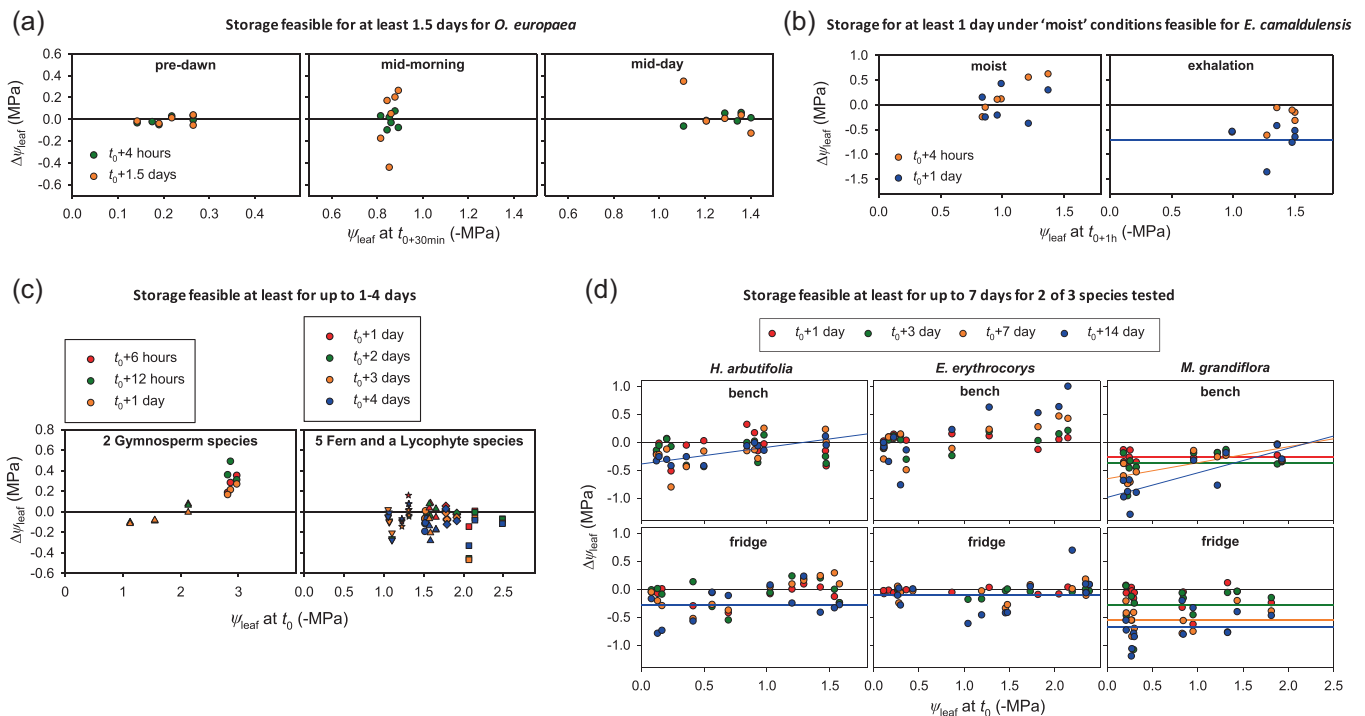 (a)
Storage feasible for at least 1.5 days for O. europaea
pre-dawn
mid-morning
mid-day
0.6
0.4
0.2
0.0
-0.2
-0.4
-0.6
Δψleaf (MPa)
t0+4 hours
t0+1.5 days
0.0 0.2 0.4 0.6 0.8 1.0 1.2 1.4 0.6 0.8 1.0 1.2 1.4
ψleaf at t0+30min (-MPa)
(b)
Storage for at least 1 day under ‘moist’ conditions feasible for E. camaldulensis
moist
exhalation
1.0
0.5
0.0
-0.5
-1.0
-1.5
Δψleaf (MPa)
t0+4 hours
t0+1 day
0.0 0.5 1.0 1.5 0.0 0.5 1.0 1.5
ψleaf at t0+1h (-MPa)
(c)
Storage feasible at least for up to 1-4 days
t0+6 hours
t0+12 hours
t0+1 day
t0+1 day
t0+2 days
t0+3 days
t0+4 days
2 Gymnosperm species
5 Fern and a Lycophyte species
0.8
0.6
0.4
0.2
0.0
-0.2
-0.4
-0.6
Δψleaf (MPa)
0 1 2 3 0.0 0.5 1.0 1.5 2.0 2.5
ψleaf at t0 (-MPa)
(d)
Storage feasible at least for up to 7 days for 2 of 3 species tested
t0+1 day
t0+3 day
t0+7 day
t0+14 day
H. arbutifolia
E. erythrocorys
M. grandiflora
bench
bench
bench
1.0
0.5
0.0
-0.5
-1.0
Δψleaf (MPa)
fridge
fridge
fridge
1.0
0.5
0.0
-0.5
-1.0
0.0 0.5 1.0 1.5 0.0 0.5 1.0 1.5 2.0 0.0 0.5 1.0 1.5 2.0 2.5
ψleaf at t0 (-MPa)